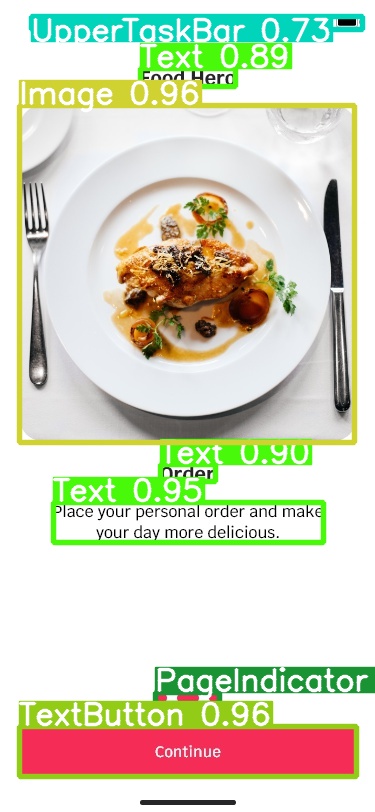 UpperTaskBar 0.73
Text 0.89
Food Hero
Image 0.96
Text 0.90
Order
Text 0.95
Place your personal order and make
your day more delicious.
PageIndicator
TextButton 0.96
Continue